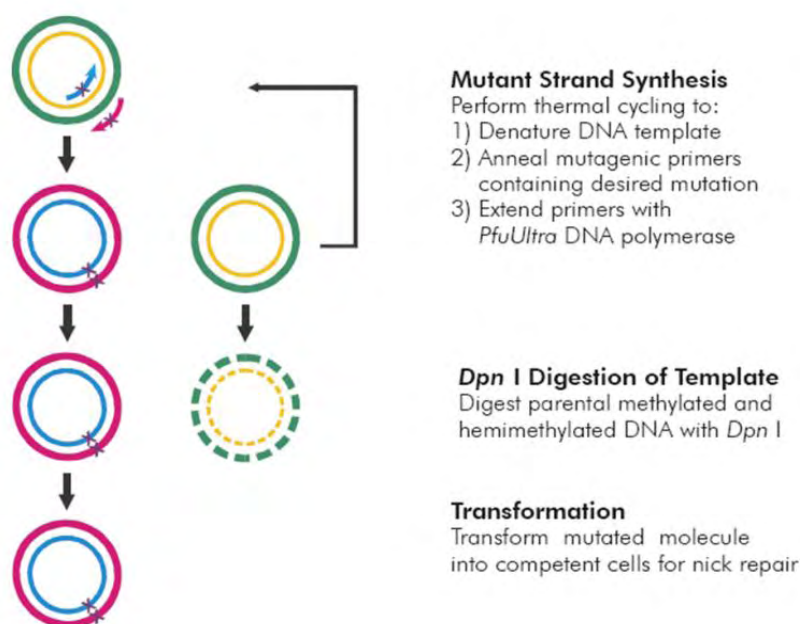 Mutant Strand Synthesis
Perform thermal cycling to:
1) Denature DNA template
2) Anneal mutagenic primers
containing desired mutation
3) Extend primers with
PfuUltra DNA polymerase
Dpn I Digestion of Template
Digest parental methylated and
hemimethylated DNA with Dpn I
Transformation
Transform mutated molecule
into competent cells for nick repair